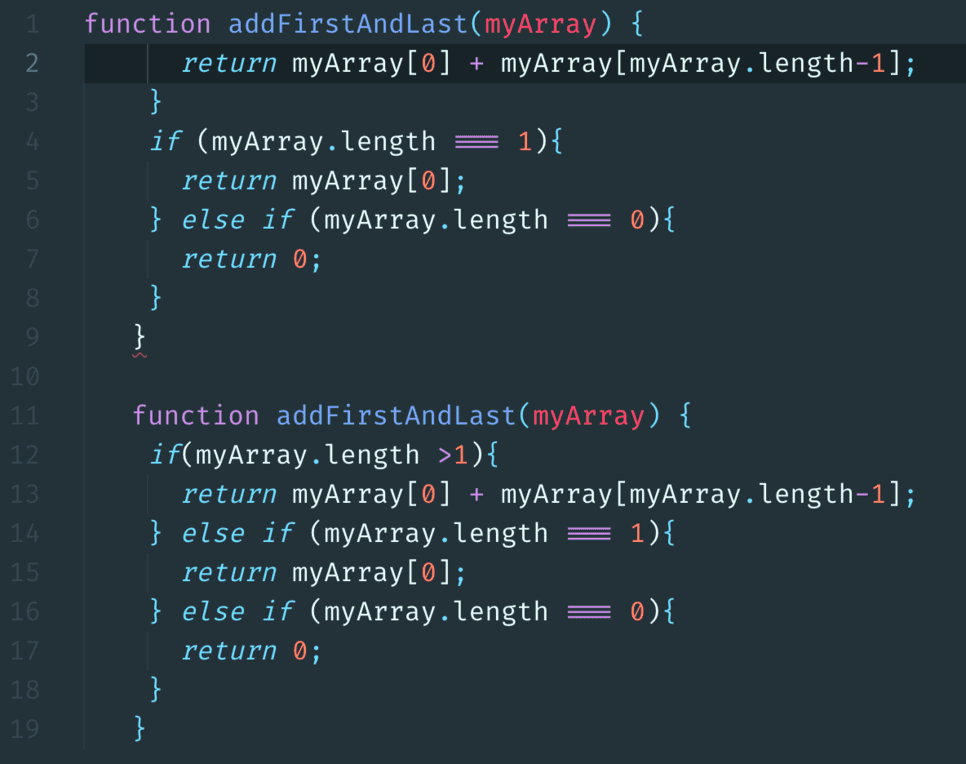 1 function addFirstAndLast(myArray) {
2 return myArray[0] + myArray[myArray.length-1];
3 }
4 if (myArray.length === 1){
5 return myArray[0];
6 } else if (myArray.length === 0){
7 return 0;
8 }
9 }
10
11 function addFirstAndLast(myArray) {
12 if(myArray.length >1){
13 return myArray[0] + myArray[myArray.length-1];
14 } else if (myArray.length === 1){
15 return myArray[0];
16 } else if (myArray.length === 0){
17 return 0;
18 }
19 }